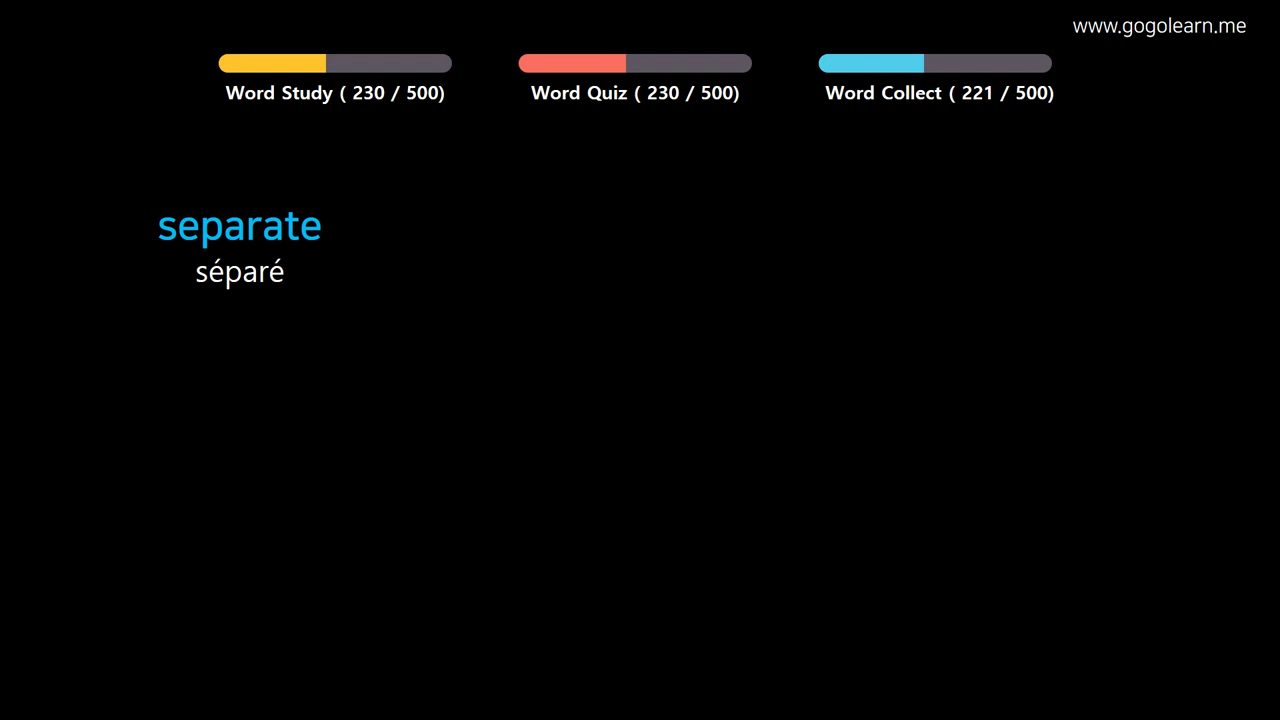 www.gogolearn.me
Word Study ( 230 / 500)
Word Quiz ( 230 / 500)
Word Collect ( 221 / 500)
separate
séparé